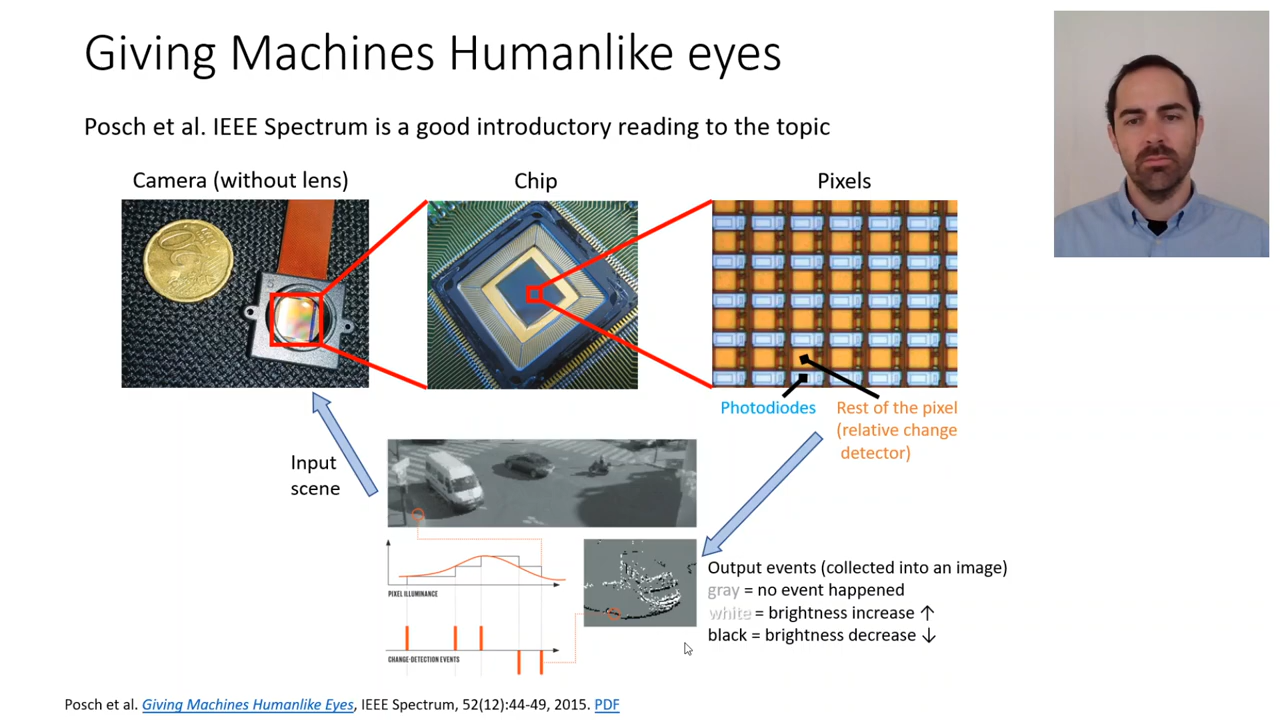 Giving Machines Humanlike eyes
Posch et al. IEEE Spectrum is a good introductory reading to the topic
Camera (without lens)
Chip
Pixels
Photodiodes
Rest of the pixel
(relative change
detector)
Input
scene
PIXEL ILLUMINANCE
CHANGE-DETECTION EVENTS
Output events (collected into an image)
gray = no event happened
white = brightness increase ↑
black = brightness decrease ↓
Posch et al. Giving Machines Humanlike Eyes, IEEE Spectrum, 52(12):44-49, 2015. PDF